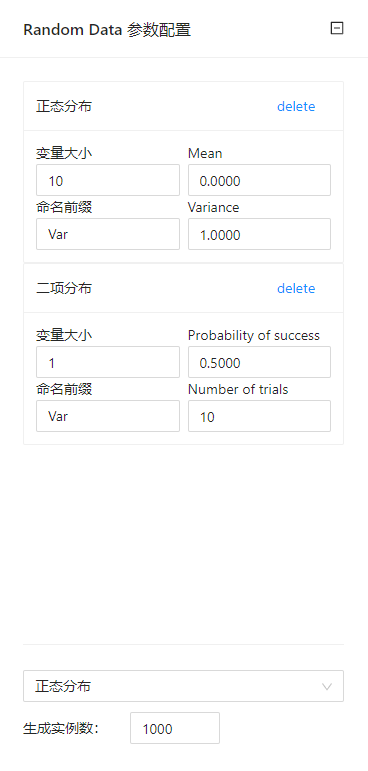 Random Data 参数配置
正态分布 delete
变量大小 Mean
10 0.0000
命名前缀 Variance
Var 1.0000
二项分布 delete
变量大小 Probability of success
1 0.5000
命名前缀 Number of trials
Var 10
正态分布
生成实例数: 1000